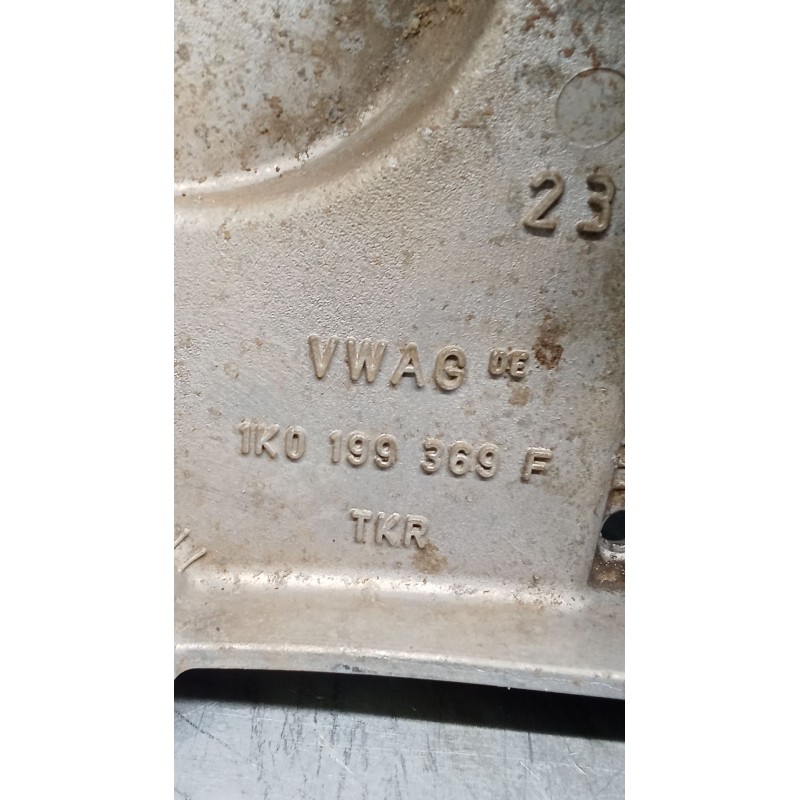 23
VWAG DE
1K0 199 369 F
TKR